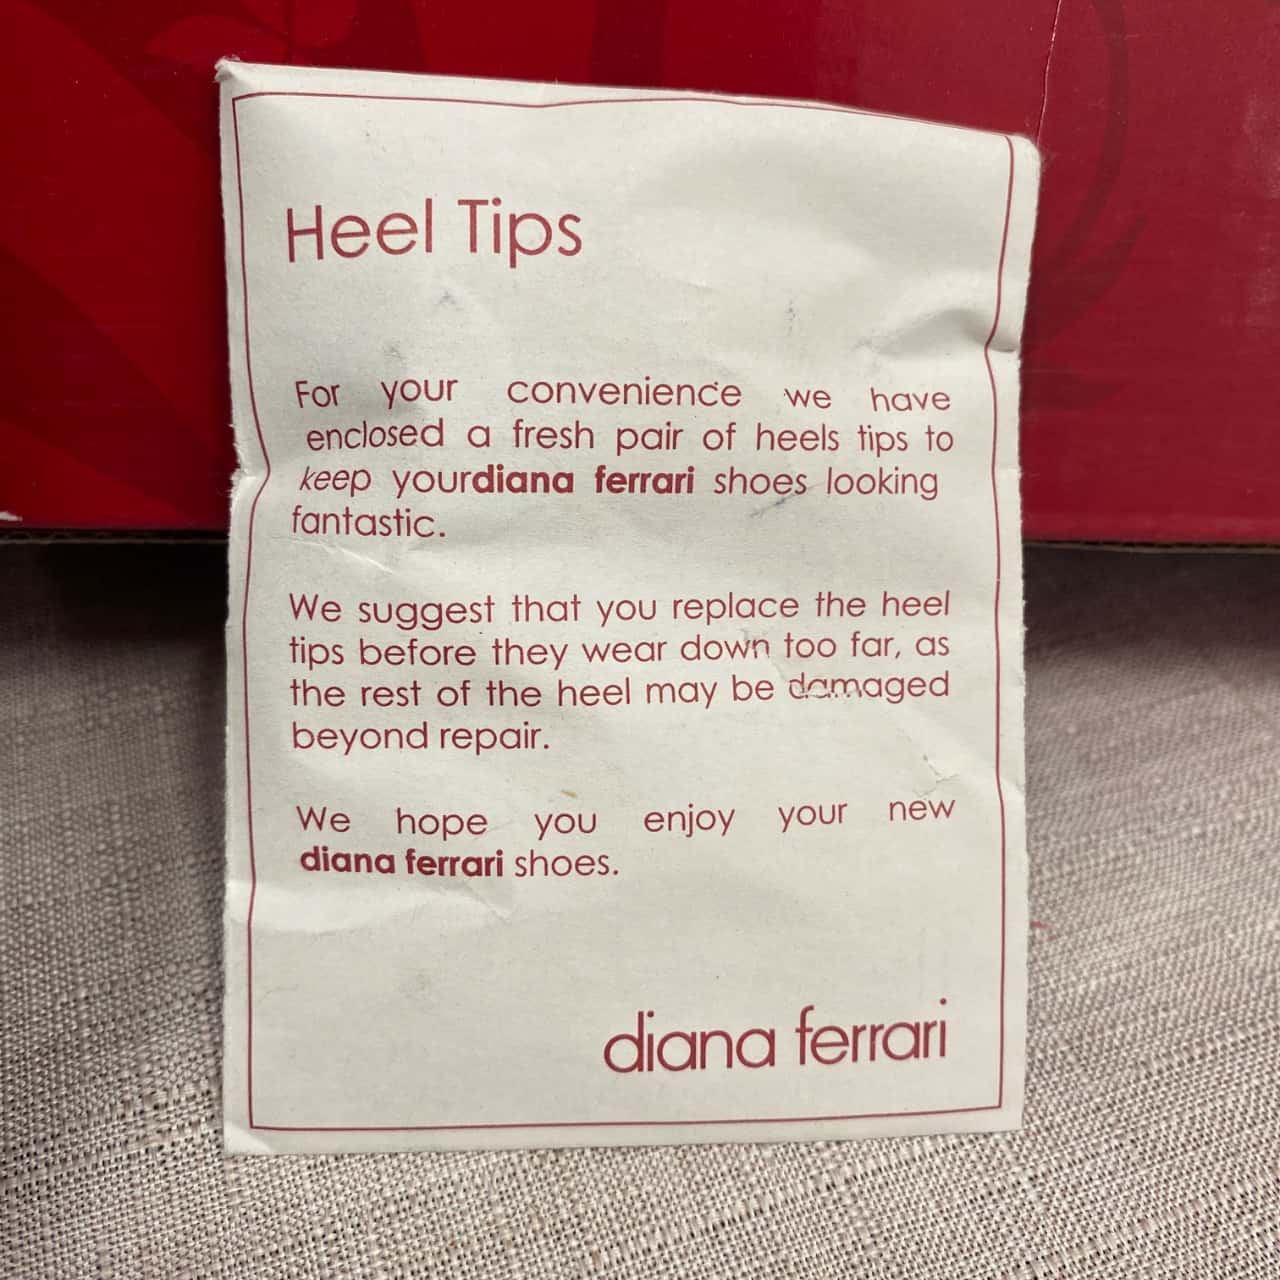 Heel Tips
For your convenience we have
enclosed a fresh pair of heels tips to
keep yourdiana ferrari shoes looking
fantastic.
We suggest that you replace the heel
tips before they wear down too far, as
the rest of the heel may be damaged
beyond repair.
We hope you enjoy your new
diana ferrari shoes.
diana ferrari